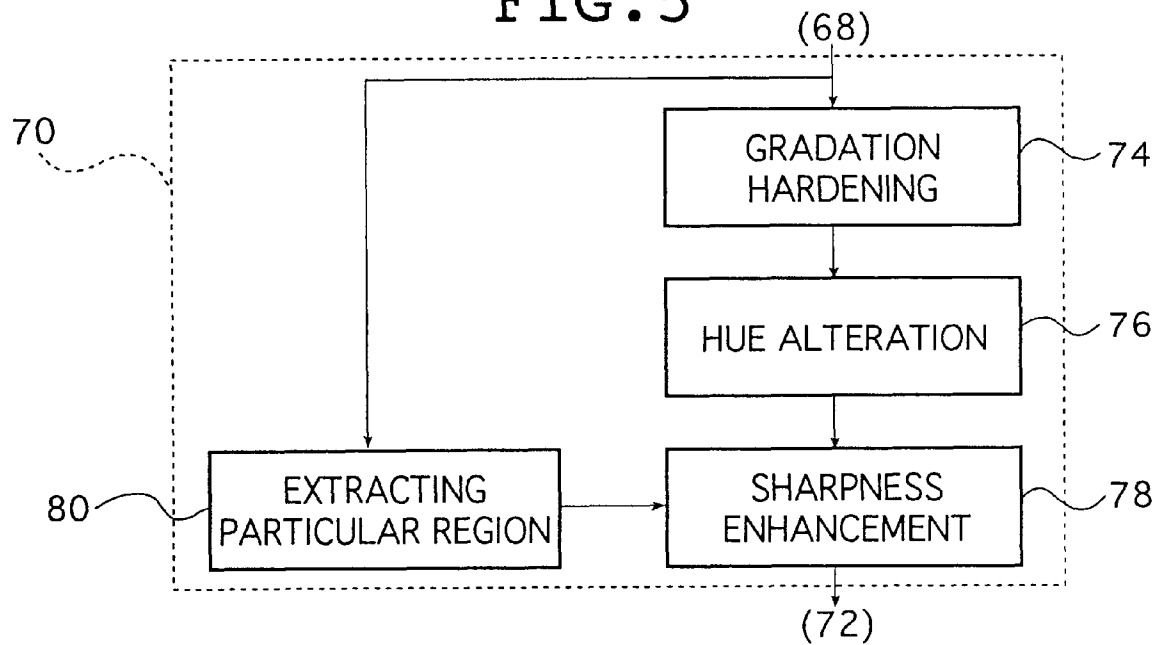 FIG.5
(68)
70
GRADATION
HARDENING
74
HUE ALTERATION
76
80
EXTRACTING
PARTICULAR REGION
SHARPNESS
ENHANCEMENT
78
(72)